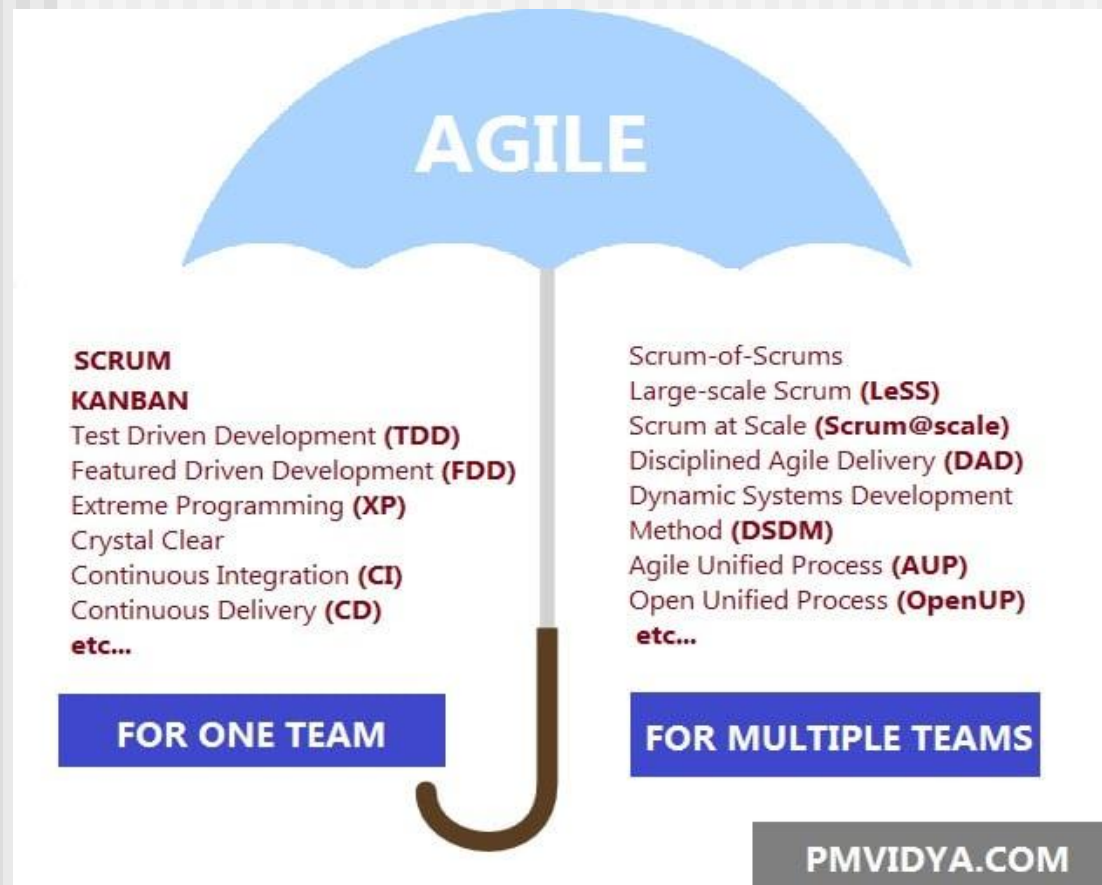 AGILE
SCRUM
KANBAN
Test Driven Development (TDD)
Featured Driven Development (FDD)
Extreme Programming (XP)
Crystal Clear
Continuous Integration (CI)
Continuous Delivery (CD)
etc...
FOR ONE TEAM
Scrum-of-Scrums
Large-scale Scrum (LeSS)
Scrum at Scale (Scrum@scale)
Disciplined Agile Delivery (DAD)
Dynamic Systems Development
Method (DSDM)
Agile Unified Process (AUP)
Open Unified Process (OpenUP)
etc...
FOR MULTIPLE TEAMS
PMVIDYA.COM